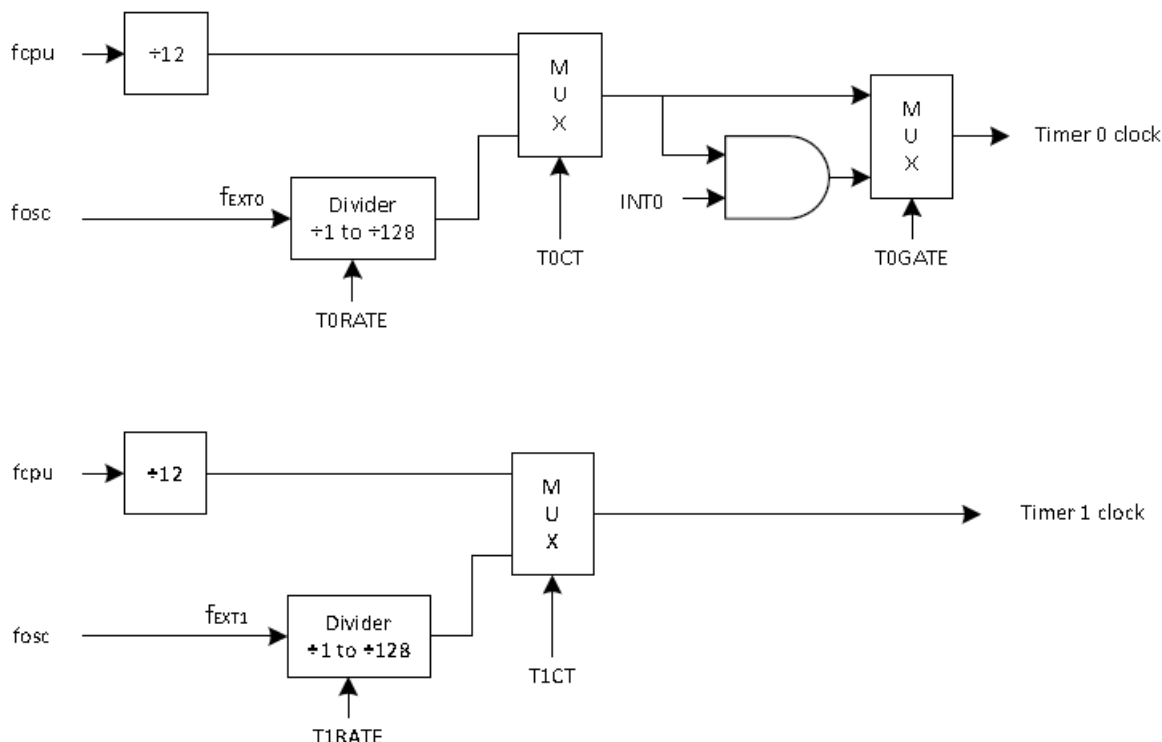 fcpu
÷12
M
U
X
M
U
X
Timer 0 clock
fosc
fEXT0
Divider
÷1 to ÷128
INT0
T0CT
T0GATE
T0RATE
fcpu
÷12
M
U
X
Timer 1 clock
fosc
fEXT1
Divider
÷1 to ÷128
T1CT
T1RATE